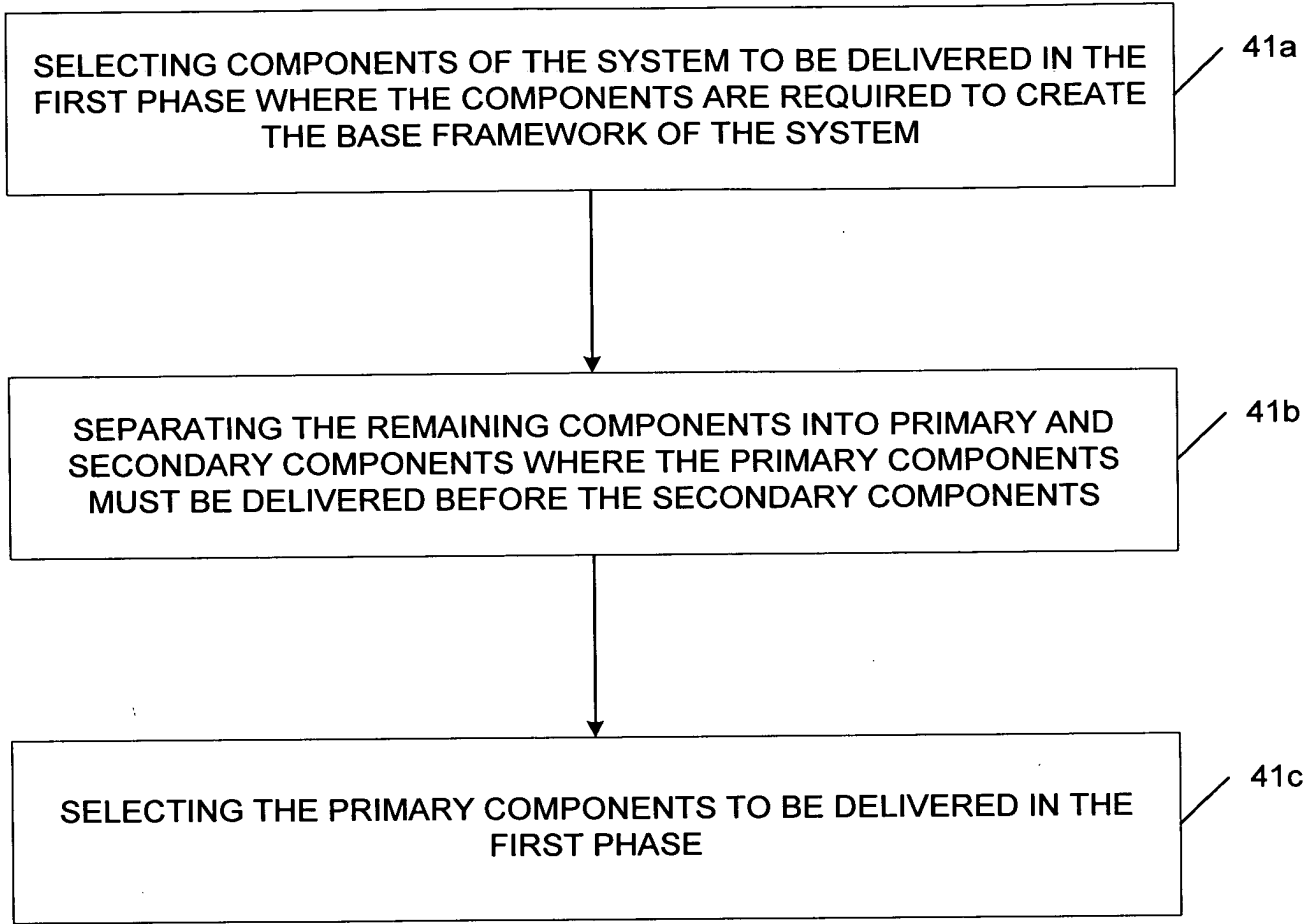 SELECTING COMPONENTS OF THE SYSTEM TO BE DELIVERED IN THE
FIRST PHASE WHERE THE COMPONENTS ARE REQUIRED TO CREATE
THE BASE FRAMEWORK OF THE SYSTEM
41a
SEPARATING THE REMAINING COMPONENTS INTO PRIMARY AND
SECONDARY COMPONENTS WHERE THE PRIMARY COMPONENTS
MUST BE DELIVERED BEFORE THE SECONDARY COMPONENTS
41b
SELECTING THE PRIMARY COMPONENTS TO BE DELIVERED IN THE
FIRST PHASE
41c